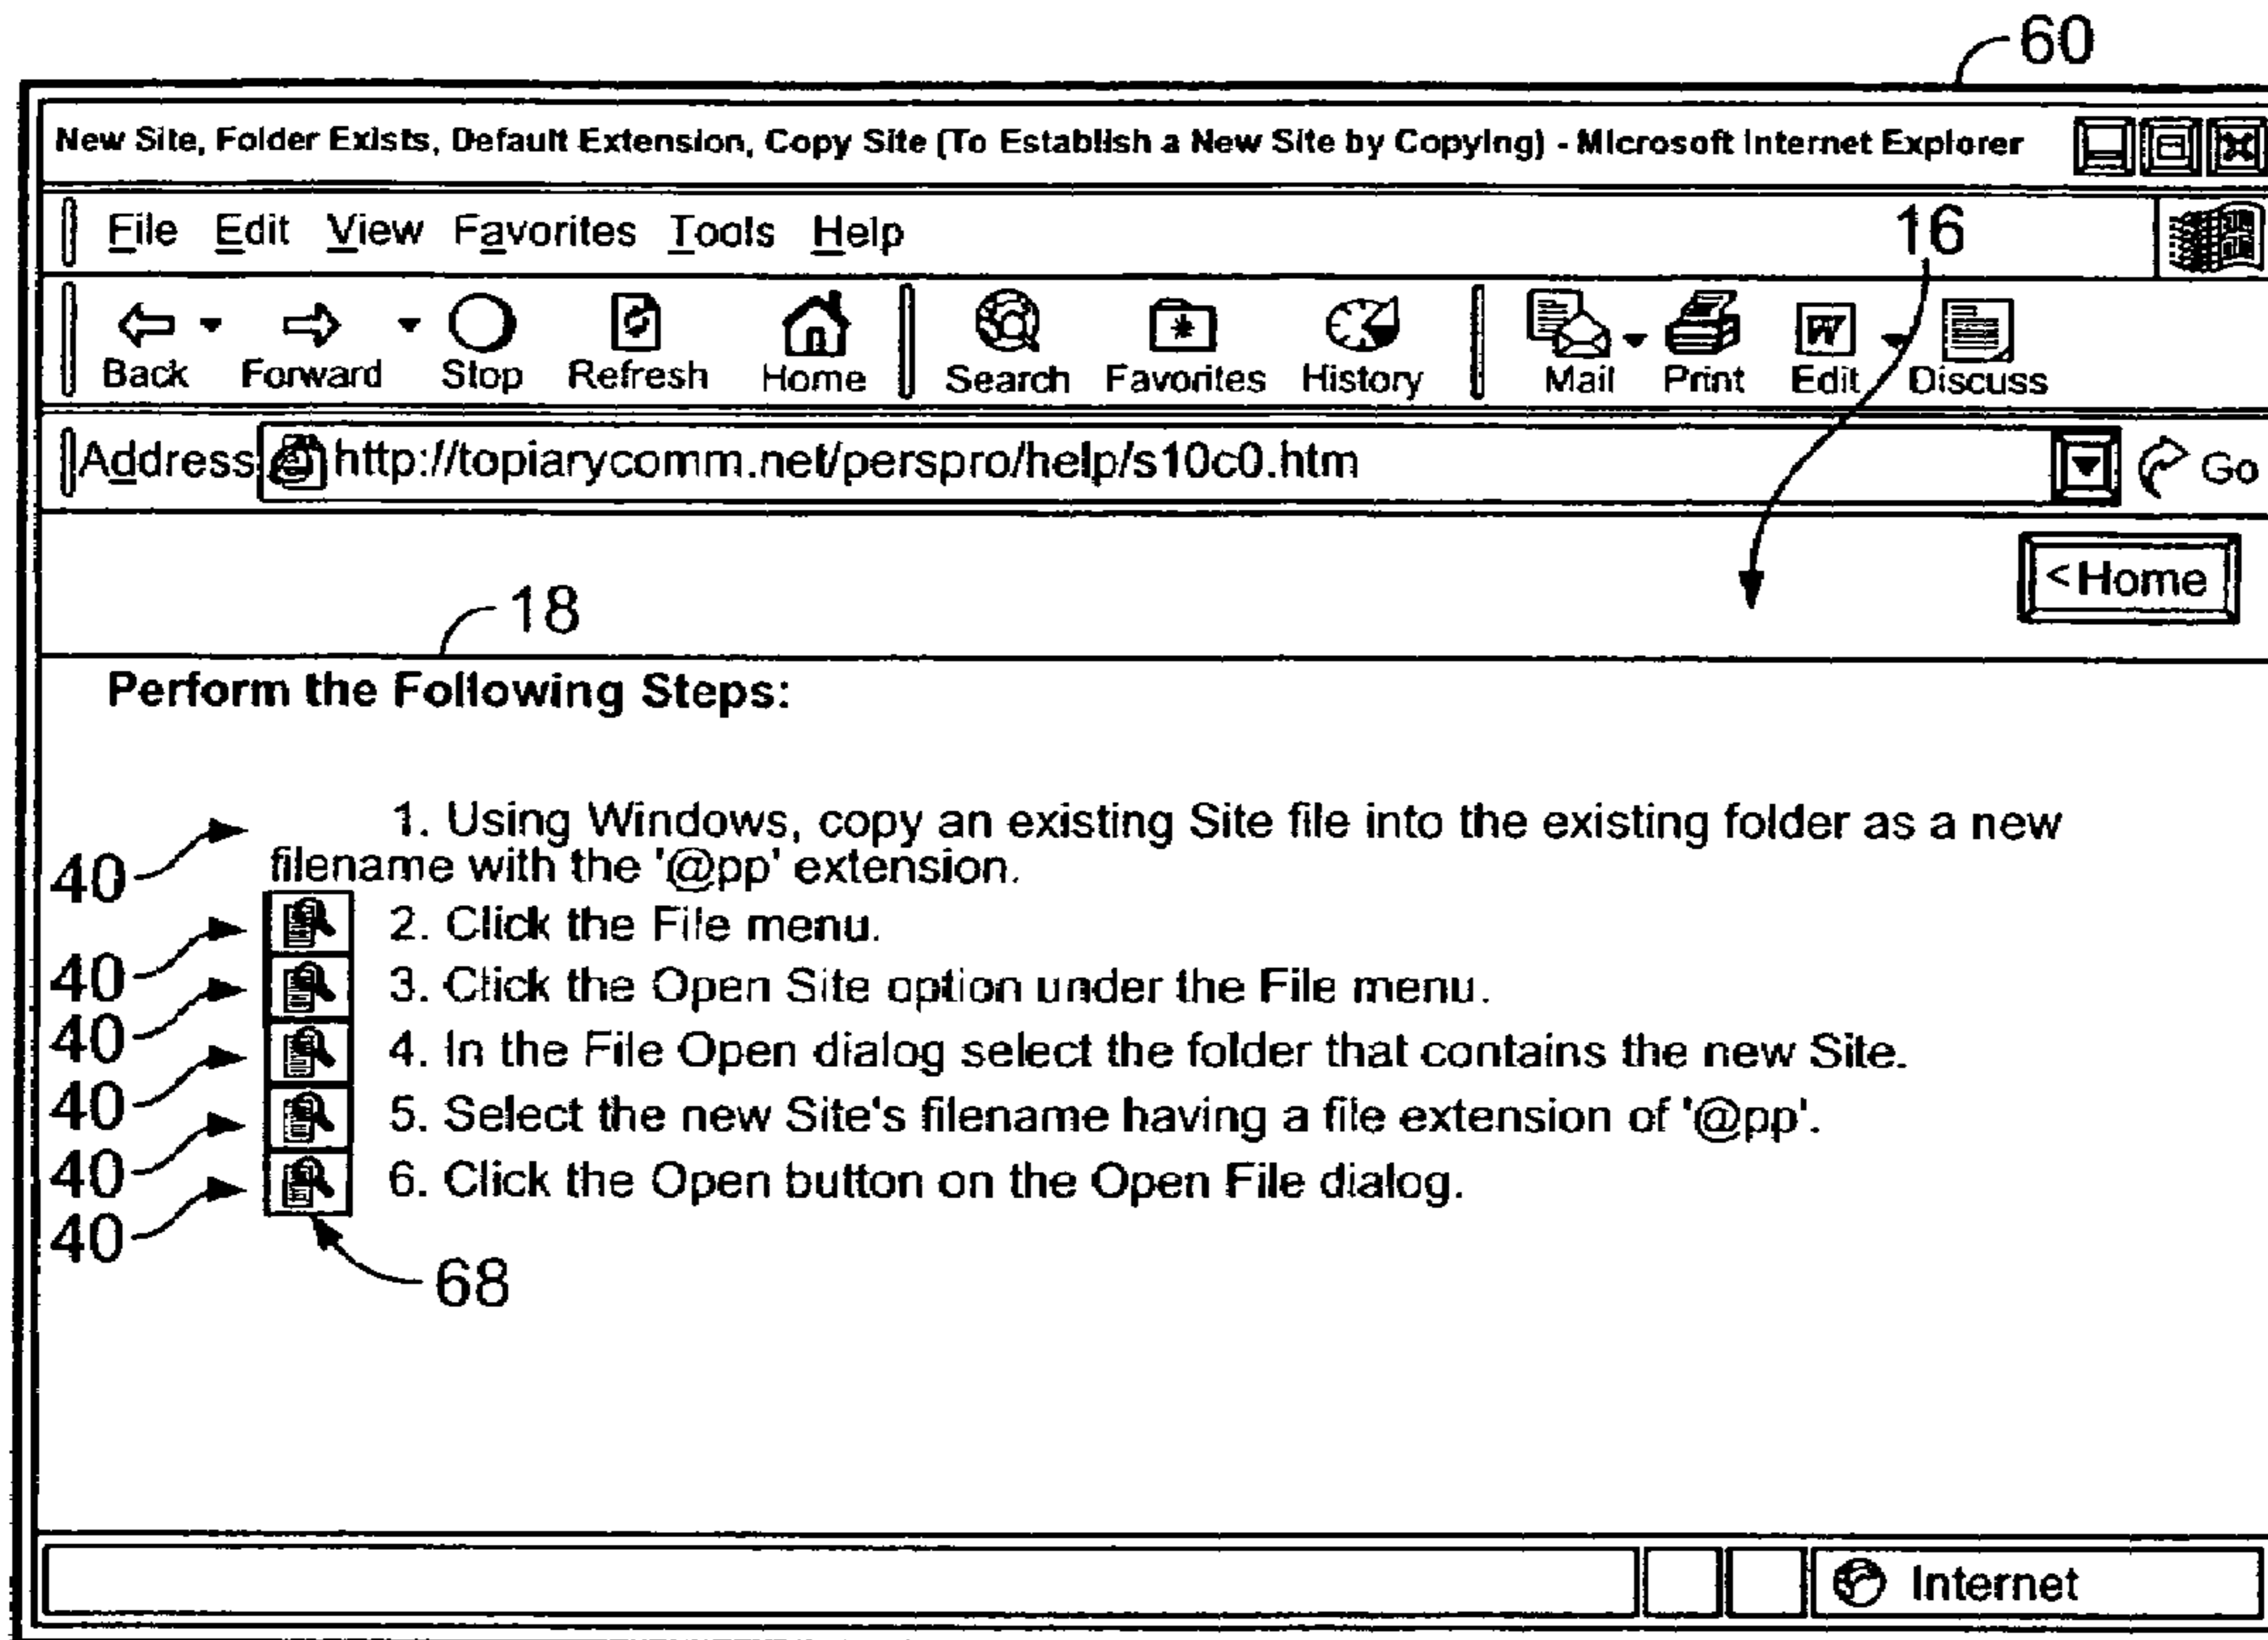 60
New Site, Folder Exists, Default Extension, Copy Site (To Establish a New Site by Copying) - Microsoft Internet Explorer
File Edit View Favorites Tools Help
16
Back Forward Stop Refresh Home Search Favorites History Mail Print Edit Discuss
Address http://topiarycomm.net/perspro/help/s10c0.htm Go
<Home
18
Perform the Following Steps:
1. Using Windows, copy an existing Site file into the existing folder as a new
filename with the '@pp' extension.
40
2. Click the File menu.
40
3. Click the Open Site option under the File menu.
40
4. In the File Open dialog select the folder that contains the new Site.
40
5. Select the new Site's filename having a file extension of '@pp'.
40
6. Click the Open button on the Open File dialog.
40
68
Internet